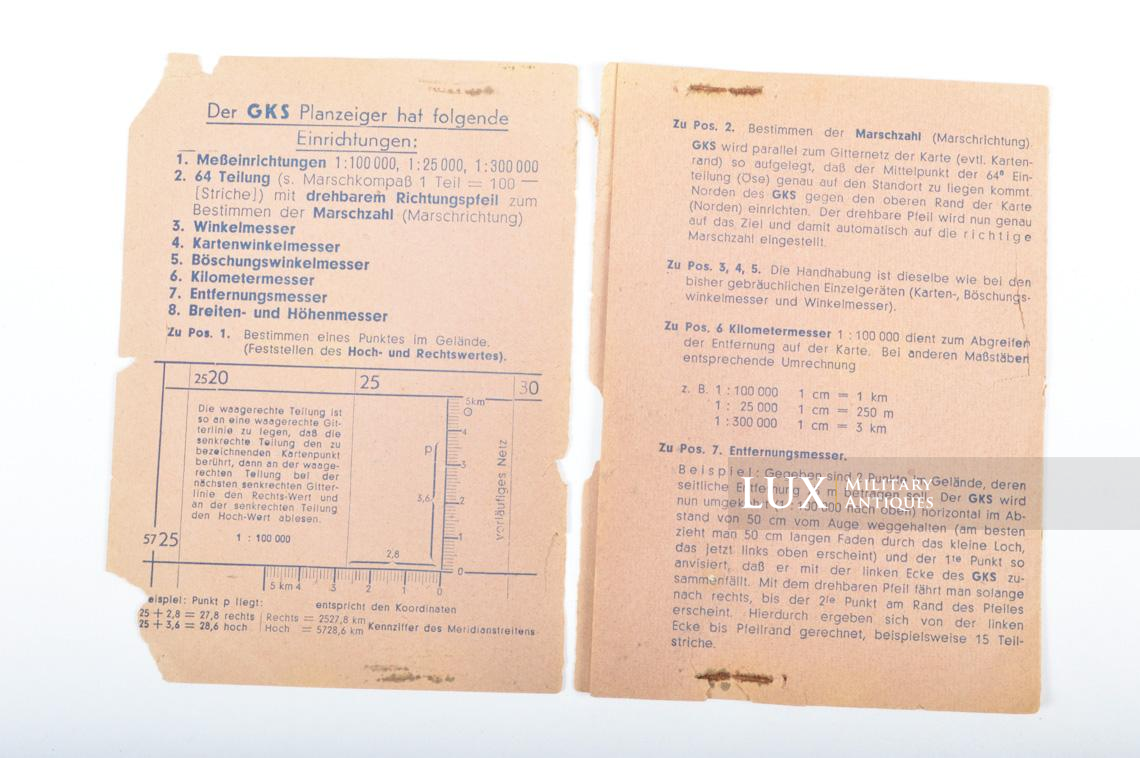 Der GKS Planzeiger hat folgende
Einrichtungen:
1. Meßeinrichtungen 1:100 000, 1:25 000, 1:300 000
2. 64 Teilung (s. Marschkompaß 1 Teil = 100 —
[Striche]) mit drehbarem Richtungspfeil zum
Bestimmen der Marschzahl (Marschrichtung)
3. Winkelmesser
4. Kartenwinkelmesser
5. Böschungswinkelmesser
6. Kilometermesser
7. Entfernungsmesser
8. Breiten- und Höhenmesser
Zu Pos. 1. Bestimmen eines Punktes im Gelände.
(Feststellen des Hoch- und Rechtswertes).
2520 25 30
Die waagerechte Teilung ist
so an eine waagerechte Git-
terlinie zu legen, daß die
senkrechte Teilung den zu
bezeichnenden Kartenpunkt
berührt, dann an der waage-
rechten Teilung bei der
nächsten senkrechten Gitter-
linie den Rechts-Wert und
an der senkrechten Teilung
den Hoch-Wert ablesen.
1 : 100 000
5725
5km
4
3
2
1
0
p
3,6
2,8
Vorläufiges Netz
5 km 4 3 2 1 0
eispiel: Punkt p liegt: entspricht den Koordinaten
25 + 2,8 = 27,8 rechts Rechts = 2527,8 km
25 + 3,6 = 28,6 hoch Hoch = 5728,6 km Kennziffer des Meridianstreifens
Zu Pos. 2. Bestimmen der Marschzahl (Marschrichtung).
GKS wird parallel zum Gitternetz der Karte (evtl. Karten-
rand) so aufgelegt, daß der Mittelpunkt der 64º Ein-
teilung (Öse) genau auf den Standort zu liegen kommt.
Norden des GKS gegen den oberen Rand der Karte
(Norden) einrichten. Der drehbare Pfeil wird nun genau
auf das Ziel und damit automatisch auf die richtige
Marschzahl eingestellt.
Zu Pos. 3, 4, 5. Die Handhabung ist dieselbe wie bei den
bisher gebräuchlichen Einzelgeräten (Karten-, Böschungs-
winkelmesser und Winkelmesser).
Zu Pos. 6 Kilometermesser 1 : 100 000 dient zum Abgreifen
der Entfernung auf der Karte. Bei anderen Maßstäben
entsprechende Umrechnung
z. B. 1 : 100 000 1 cm = 1 km
1 : 25 000 1 cm = 250 m
1 : 300 000 1 cm = 3 km
Zu Pos. 7. Entfernungsmesser.
Beispiel: Gegeben sind 2 Punkte im Gelände, deren
seitliche Entfernung betragen soll. Der GKS wird
nun umgekehrt (1 : 100 000 nach oben) horizontal im Ab-
stand von 50 cm vom Auge weggehalten (am besten
zieht man 50 cm langen Faden durch das kleine Loch,
das jetzt links oben erscheint) und der 1te Punkt so
anvisiert, daß er mit der linken Ecke des GKS zu-
sammenfällt. Mit dem drehbaren Pfeil fährt man solange
nach rechts, bis der 2te Punkt am Rand des Pfeiles
erscheint. Hierdurch ergeben sich von der linken
Ecke bis Pfeilrand gerechnet, beispielsweise 15 Teil-
striche.
LUX MILITARY
ANTIQUES